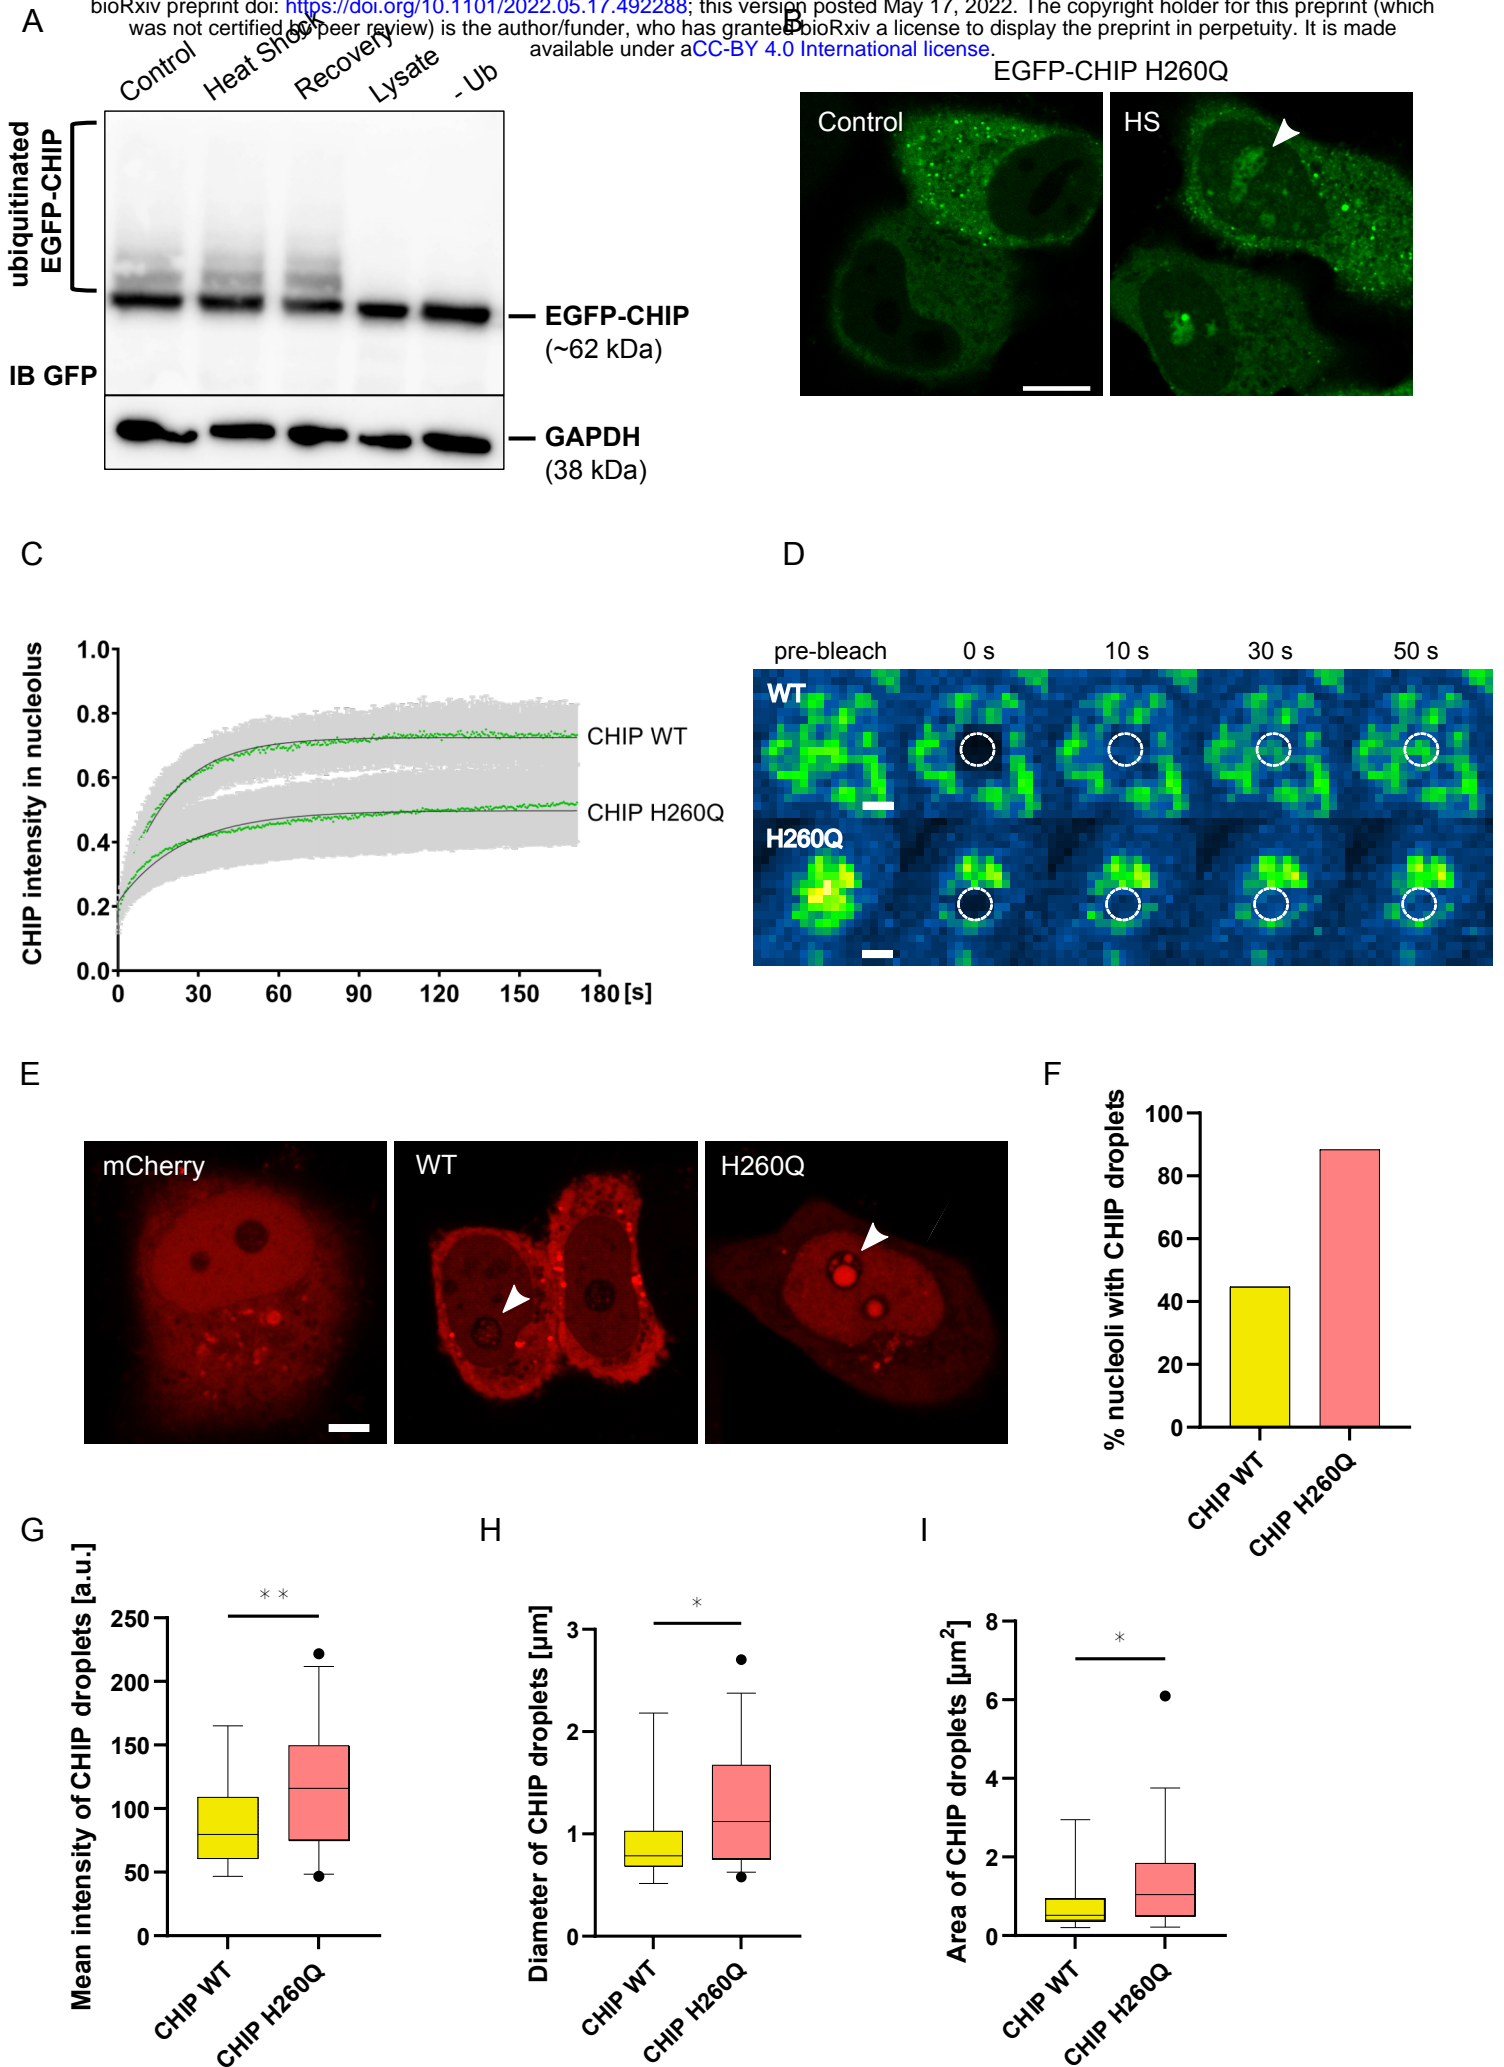 bioRxiv preprint doi: https://doi.org/10.1101/2022.05.17.492288; this version posted May 17, 2022. The copyright holder for this preprint (which
was not certified by peer review) is the author/funder, who has granted bioRxiv a license to display the preprint in perpetuity. It is made
available under aCC-BY 4.0 International license.
A
Control
Heat Shock
Recovery
Lysate
- Ub
ubiquitinated
EGFP-CHIP
EGFP-CHIP
(~62 kDa)
IB GFP
GAPDH
(38 kDa)
B
EGFP-CHIP H260Q
Control
HS
C
CHIP intensity in nucleolus
1.0
0.8
0.6
0.4
0.2
0.0
0 30 60 90 120 150 180 [s]
CHIP WT
CHIP H260Q
D
pre-bleach 0 s 10 s 30 s 50 s
WT
H260Q
E
mCherry
WT
H260Q
F
% nucleoli with CHIP droplets
100
80
60
40
20
0
CHIP WT
CHIP H260Q
G
Mean intensity of CHIP droplets [a.u.]
250
200
150
100
50
0
**
CHIP WT
CHIP H260Q
H
Diameter of CHIP droplets [µm]
3
2
1
0
*
CHIP WT
CHIP H260Q
I
Area of CHIP droplets [µm²]
8
6
4
2
0
*
CHIP WT
CHIP H260Q